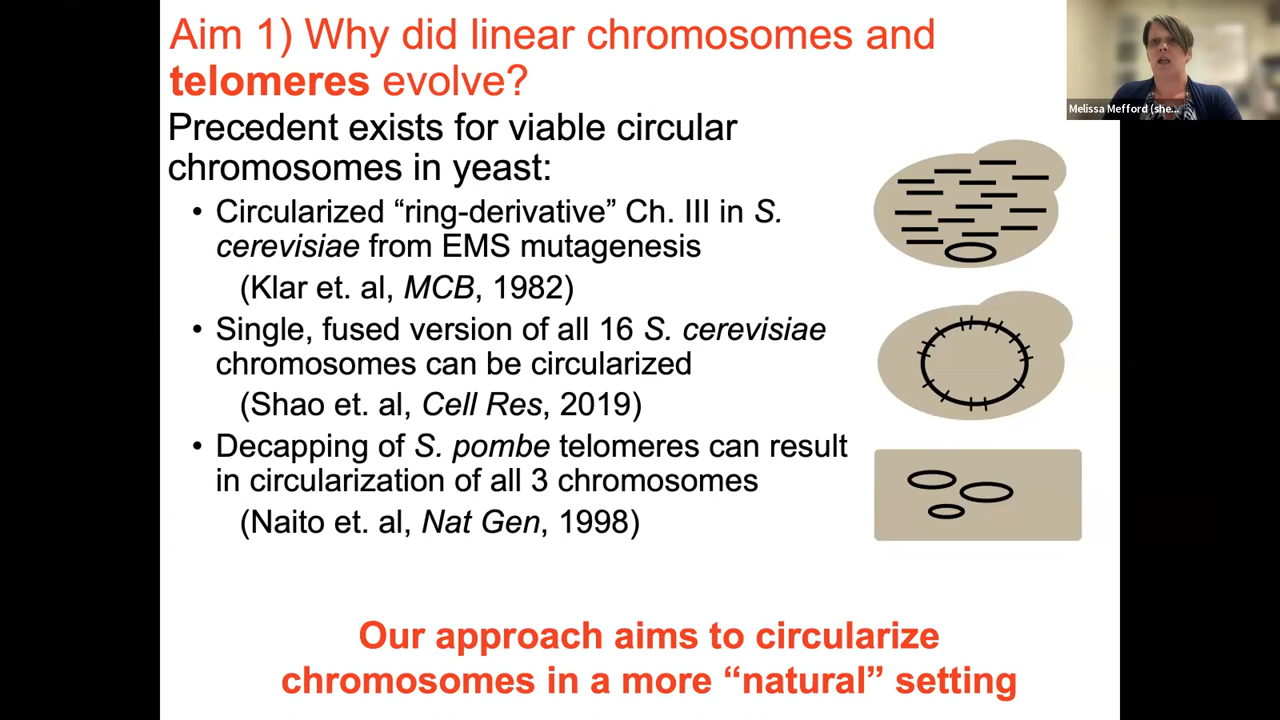 Aim 1) Why did linear chromosomes and
telomeres evolve?
Melissa Mefford (she...
Precedent exists for viable circular
chromosomes in yeast:
• Circularized “ring-derivative” Ch. III in S.
cerevisiae from EMS mutagenesis
(Klar et. al, MCB, 1982)
• Single, fused version of all 16 S. cerevisiae
chromosomes can be circularized
(Shao et. al, Cell Res, 2019)
• Decapping of S. pombe telomeres can result
in circularization of all 3 chromosomes
(Naito et. al, Nat Gen, 1998)
Our approach aims to circularize
chromosomes in a more “natural” setting